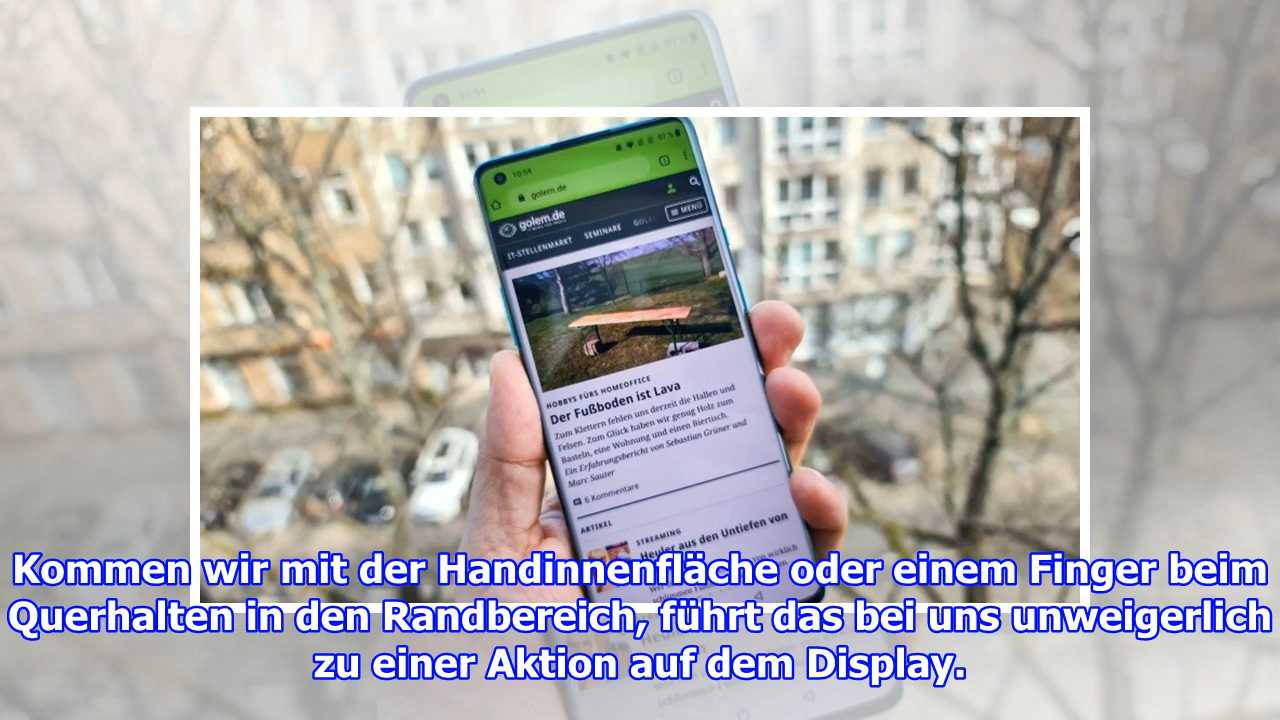 10:54
97 %
golem.de
golem.de
MENÜ
IT-STELLENMARKT SEMINARE
HOBBYS FÜRS HOMEOFFICE
Der Fußboden ist Lava
Zum Klettern fehlen uns derzeit die Hallen und
Felsen. Zum Glück haben wir genug Holz zum
Basteln, eine Wohnung und einen Biertisch.
Ein Erfahrungsbericht von Sebastian Grüner und
Marc Sauter
6 Kommentare
ARTIKEL
STREAMING
Heuler aus den Untiefen von
Kommen wir mit der Handinnenfläche oder einem Finger beim
Querhalten in den Randbereich, führt das bei uns unweigerlich
zu einer Aktion auf dem Display.